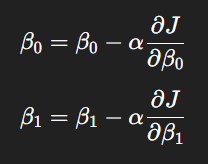 β₀ = β₀ − α ∂J/∂β₀
β₁ = β₁ − α ∂J/∂β₁